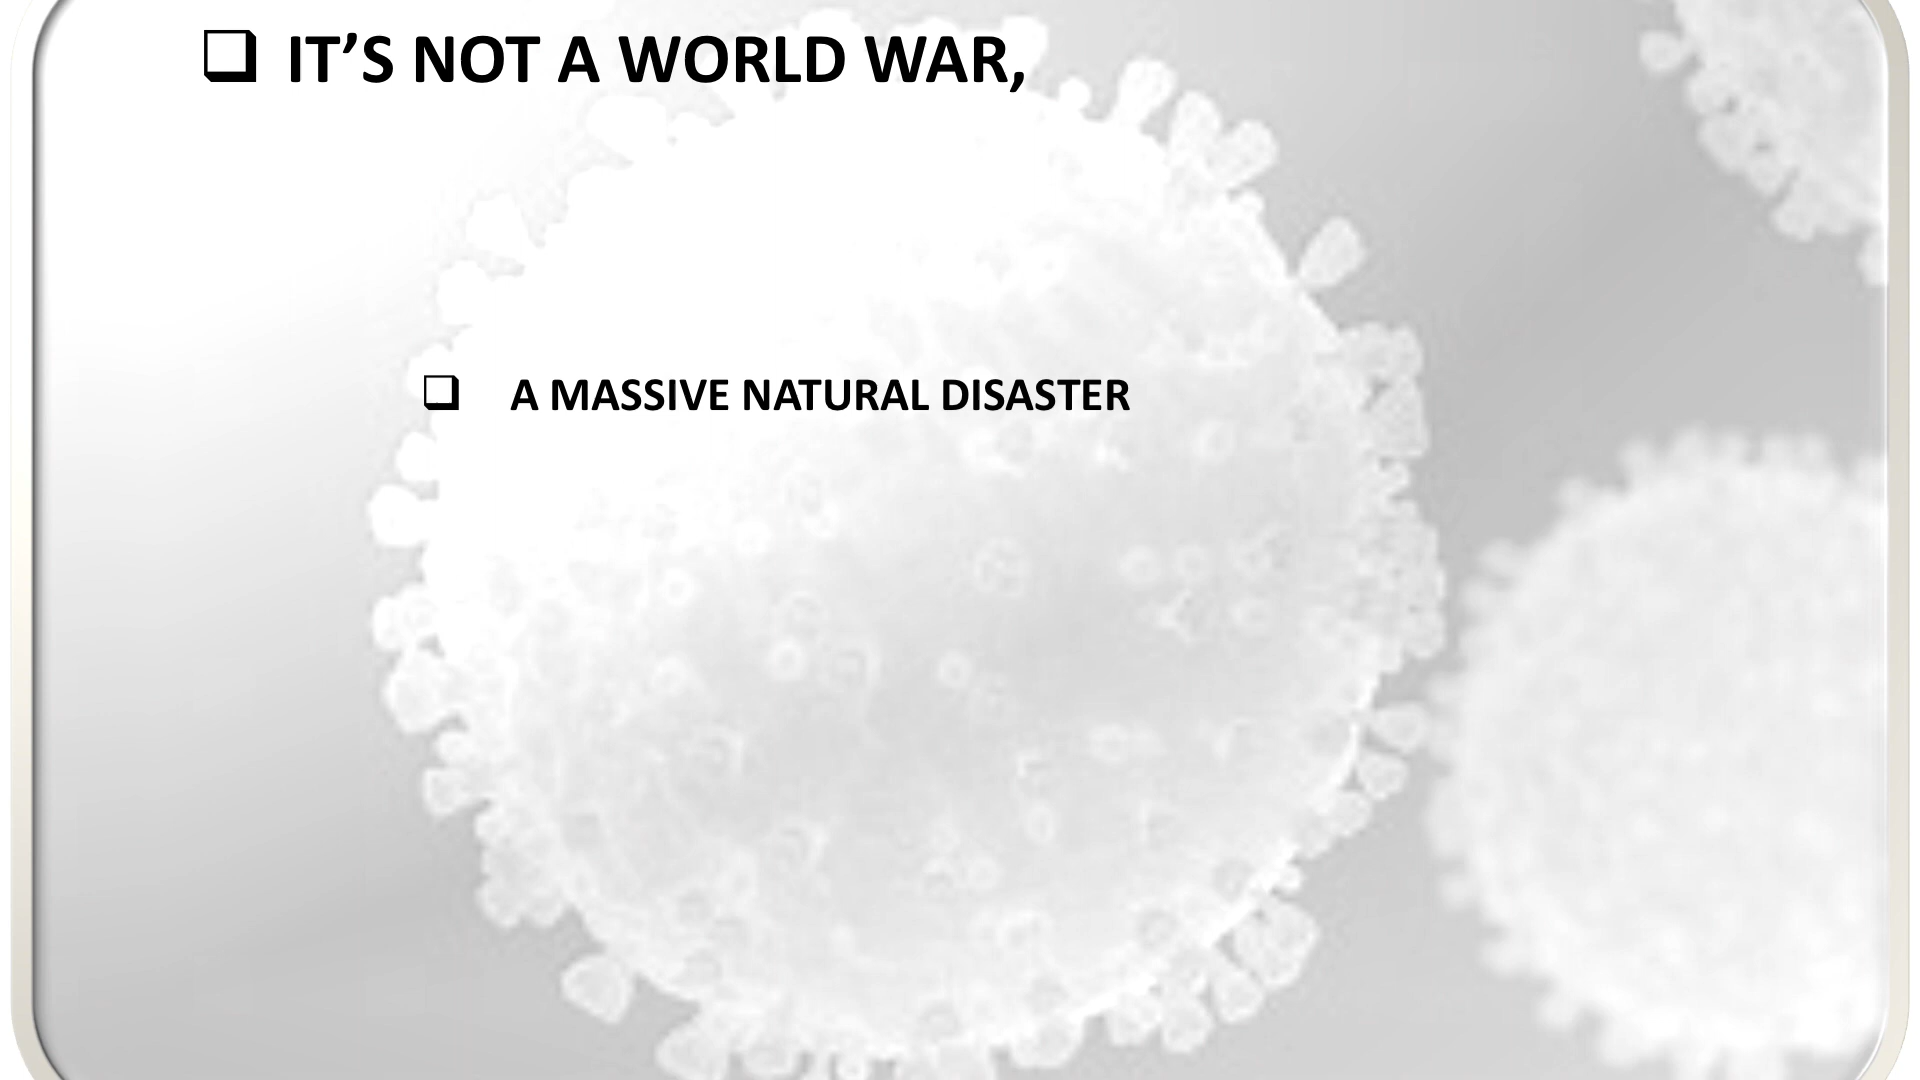 ❑ IT’S NOT A WORLD WAR,
❑ A MASSIVE NATURAL DISASTER